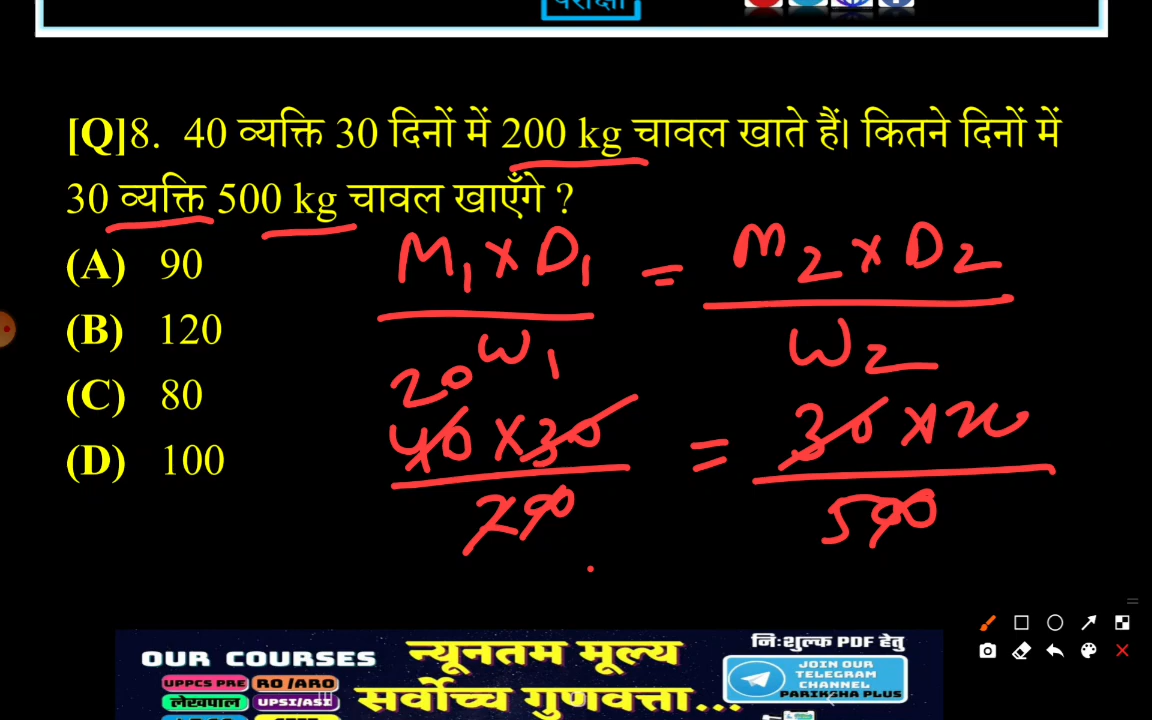 परीक्षा
[Q]8. 40 व्यक्ति 30 दिनों में 200 kg चावल खाते हैं। कितने दिनों में
30 व्यक्ति 500 kg चावल खाएँगे ?
(A) 90
(B) 120
(C) 80
(D) 100
M₁ × D₁ = M₂ × D₂
W₁ W₂
20
40 × 30 = 30 × x
200 500
OUR COURSES
UPPCS PRE RO/ARO
लेखपाल UPSI/ASI
न्यूनतम मूल्य
सर्वोच्च गुणवत्ता...
निःशुल्क PDF हेतु
JOIN OUR
TELEGRAM
CHANNEL
PARIKSHA PLUS